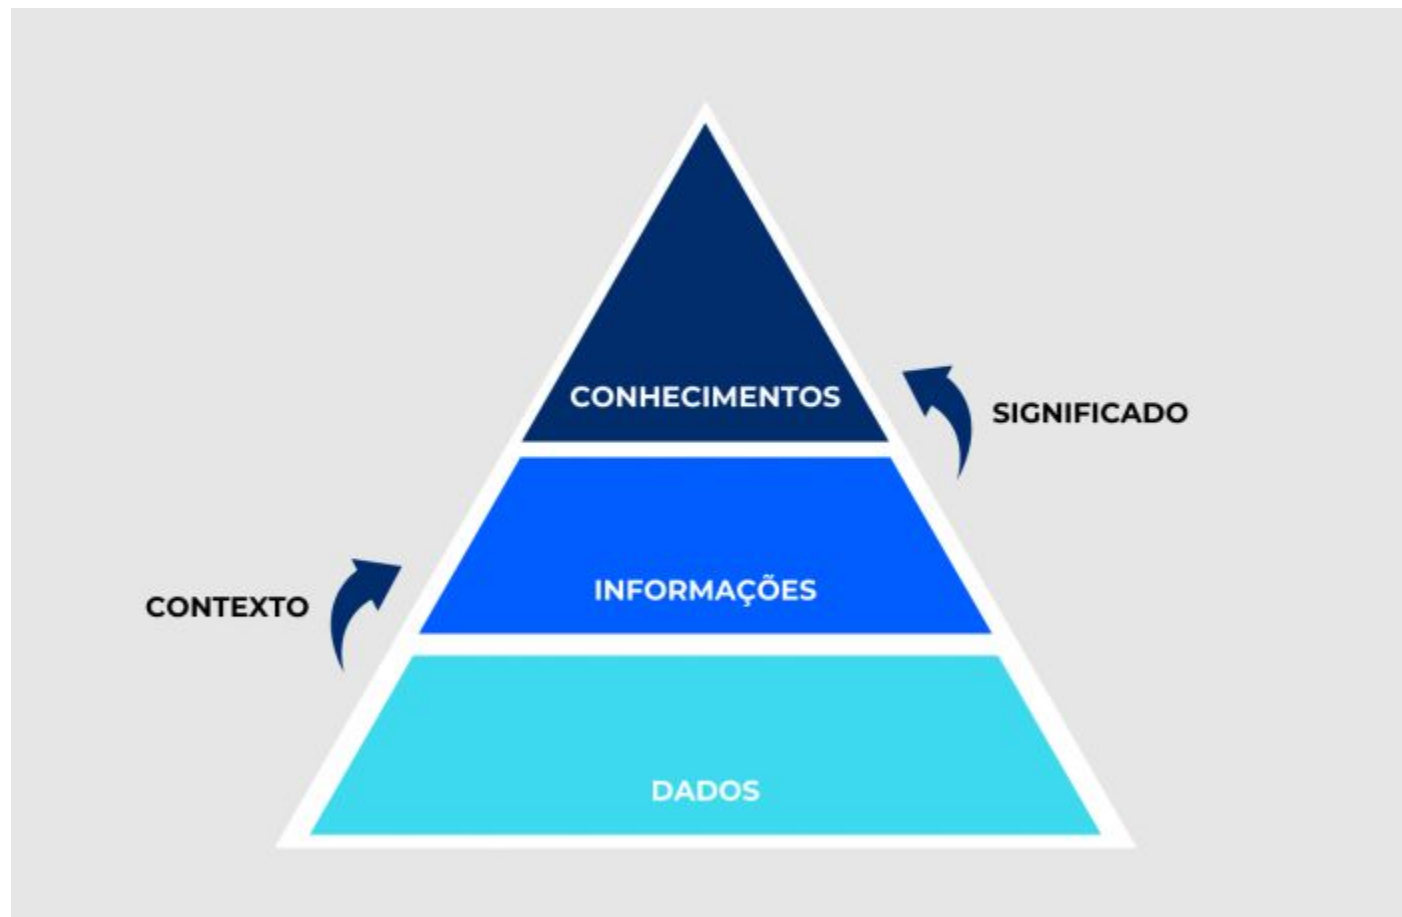 CONHECIMENTOS
SIGNIFICADO
INFORMAÇÕES
CONTEXTO
DADOS